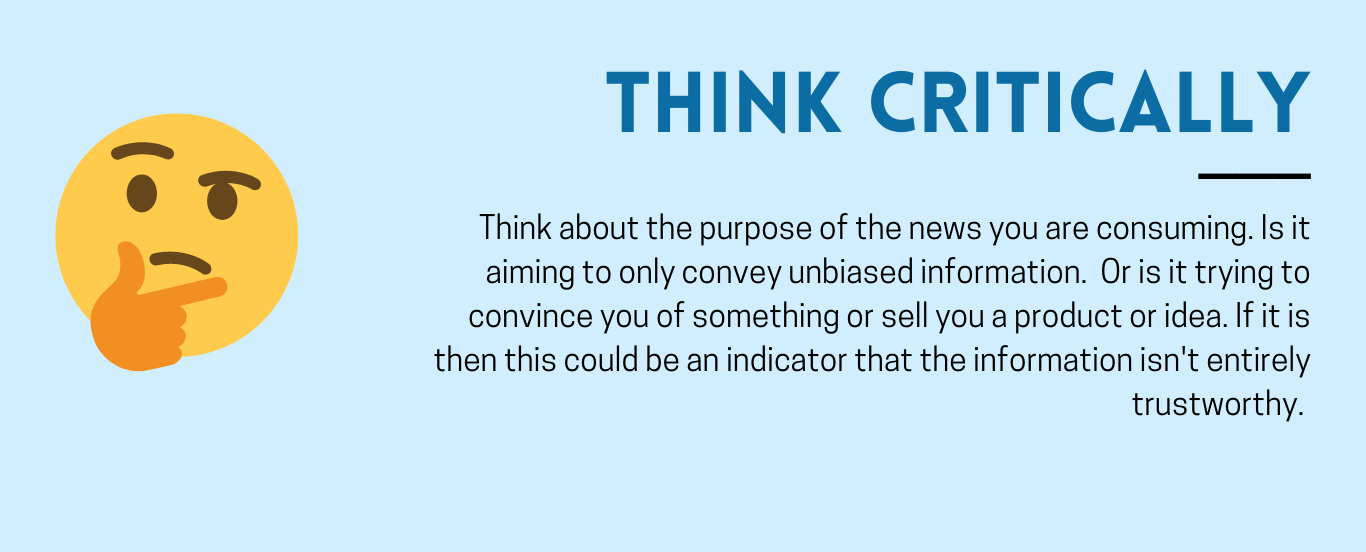 THINK CRITICALLY
Think about the purpose of the news you are consuming. Is it
aiming to only convey unbiased information.  Or is it trying to
convince you of something or sell you a product or idea. If it is
then this could be an indicator that the information isn't entirely
trustworthy.